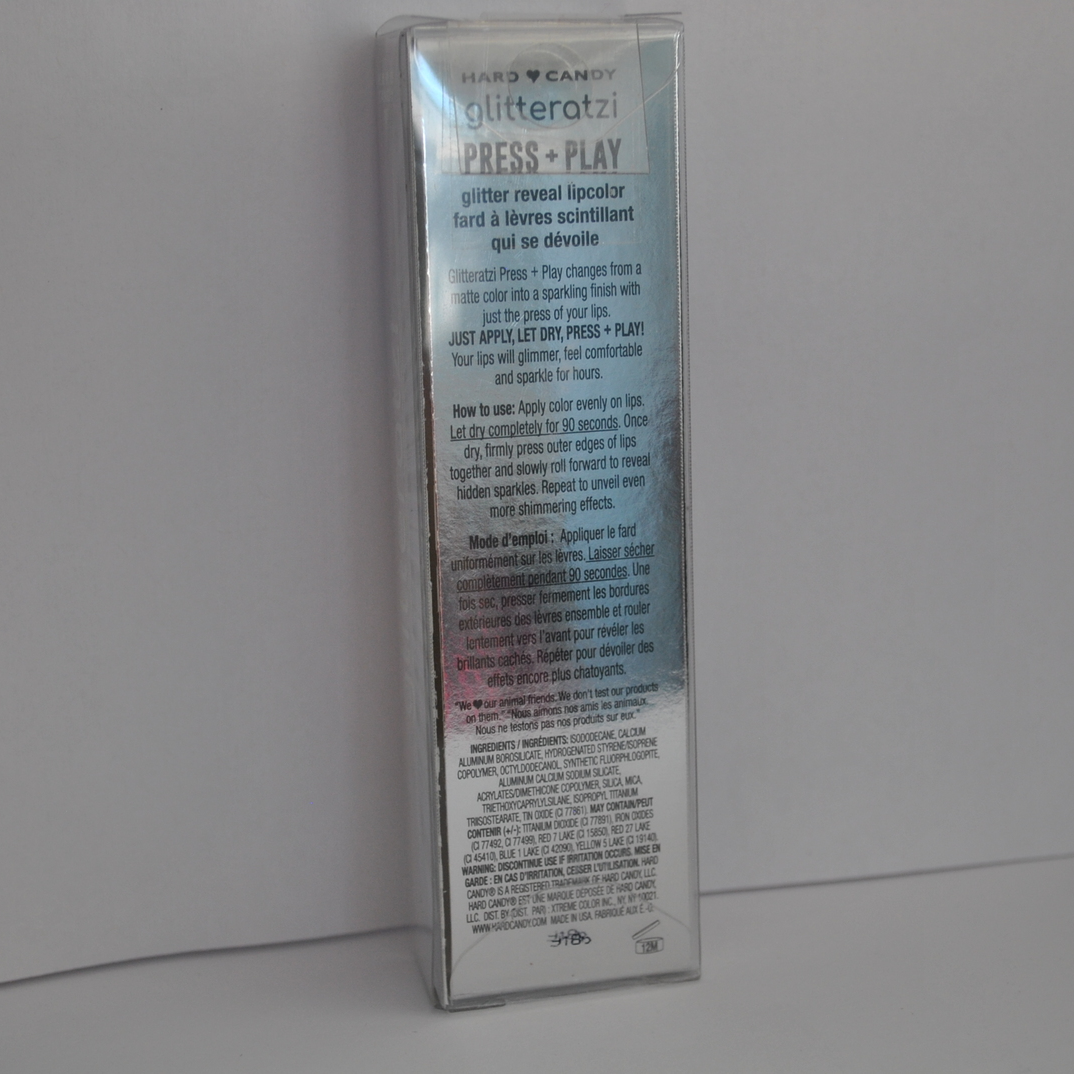 HARD ♥ CANDY
glitteratzi
PRESS + PLAY
glitter reveal lipcolor
fard à lèvres scintillant
qui se dévoile
Glitteratzi Press + Play changes from a
matte color into a sparkling finish with
just the press of your lips.
JUST APPLY, LET DRY, PRESS + PLAY!
Your lips will glimmer, feel comfortable
and sparkle for hours.
How to use: Apply color evenly on lips.
Let dry completely for 90 seconds. Once
dry, firmly press outer edges of lips
together and slowly roll forward to reveal
hidden sparkles. Repeat to unveil even
more shimmering effects.
Mode d'emploi : Appliquer le fard
uniformément sur les lèvres. Laisser sécher
complètement pendant 90 secondes. Une
fois sec, presser fermement les bordures
extérieures des lèvres ensemble et rouler
lentement vers l'avant pour révéler les
brillants cachés. Répéter pour dévoiler des
effets encore plus chatoyants.
"We ♥ our animal friends. We don't test our products
on them." "Nous aimons nos amis les animaux.
Nous ne testons pas nos produits sur eux."
INGREDIENTS / INGRÉDIENTS: ISODODECANE, CALCIUM
ALUMINUM BOROSILICATE, HYDROGENATED STYRENE/ISOPRENE
COPOLYMER, OCTYLDODECANOL, SYNTHETIC FLUORPHLOGOPITE,
ALUMINUM CALCIUM SODIUM SILICATE,
ACRYLATES/DIMETHICONE COPOLYMER, SILICA, MICA,
TRIETHOXYCAPRYLYLSILANE, ISOPROPYL TITANIUM
TRIISOSTEARATE, TIN OXIDE (CI 77861). MAY CONTAIN/PEUT
CONTENIR (+/-): TITANIUM DIOXIDE (CI 77891), IRON OXIDES
(CI 77492, CI 77499), RED 7 LAKE (CI 15850), RED 27 LAKE
(CI 45410), BLUE 1 LAKE (CI 42090), YELLOW 5 LAKE (CI 19140).
WARNING: DISCONTINUE USE IF IRRITATION OCCURS. MISE EN
GARDE : EN CAS D'IRRITATION, CESSER L'UTILISATION. HARD
CANDY® IS A REGISTERED TRADEMARK OF HARD CANDY, LLC.
HARD CANDY® EST UNE MARQUE DÉPOSÉE DE HARD CANDY,
LLC. DIST. BY /DIST. PAR : XTREME COLOR INC., NY, NY 10021.
WWW.HARDCANDY.COM MADE IN USA. FABRIQUÉ AUX É.-U.
12M